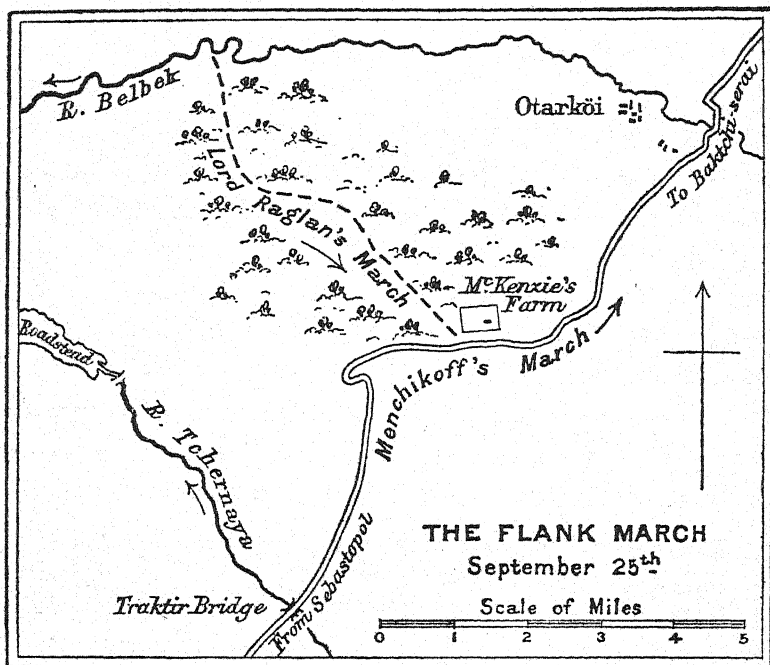 R. Belbek
Otarköi
To Baktchi-serai
Lord Raglan's March
McKenzie's
Farm
Roadstead
Menchikoff's March
R. Tchernaya
THE FLANK MARCH
September 25th
Traktir Bridge
From Sebastopol
Scale of Miles
0 1 2 3 4 5